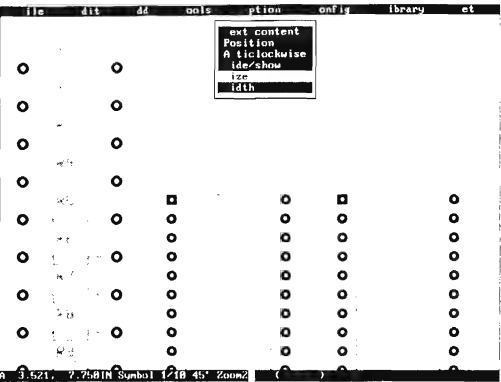 ile dit dd ools ption onfig ibrary et
ext content
Position
A ticlockwise
ide/show
ize
idth
A 3.521, 7.750IN Symbol 1/10 45° Zoom2 ( )